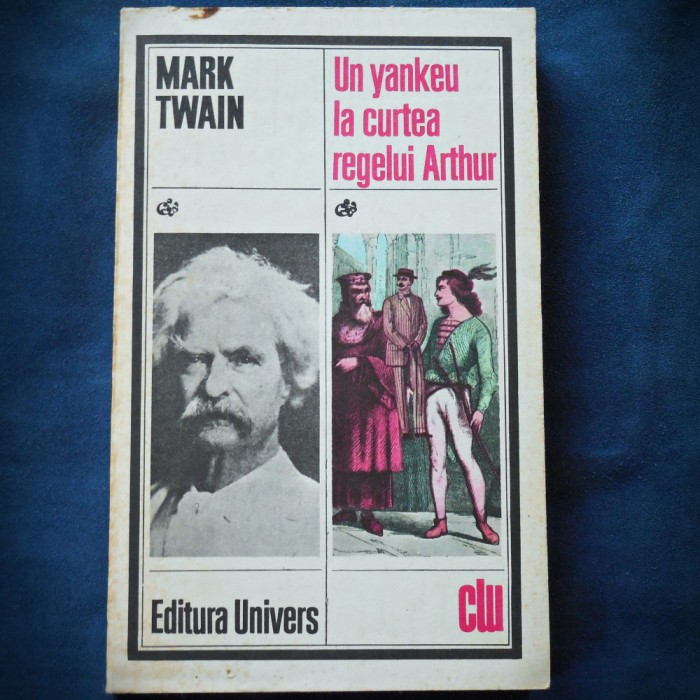 MARK
TWAIN
Un yankeu
la curtea
regelui Arthur
Editura Univers
clu